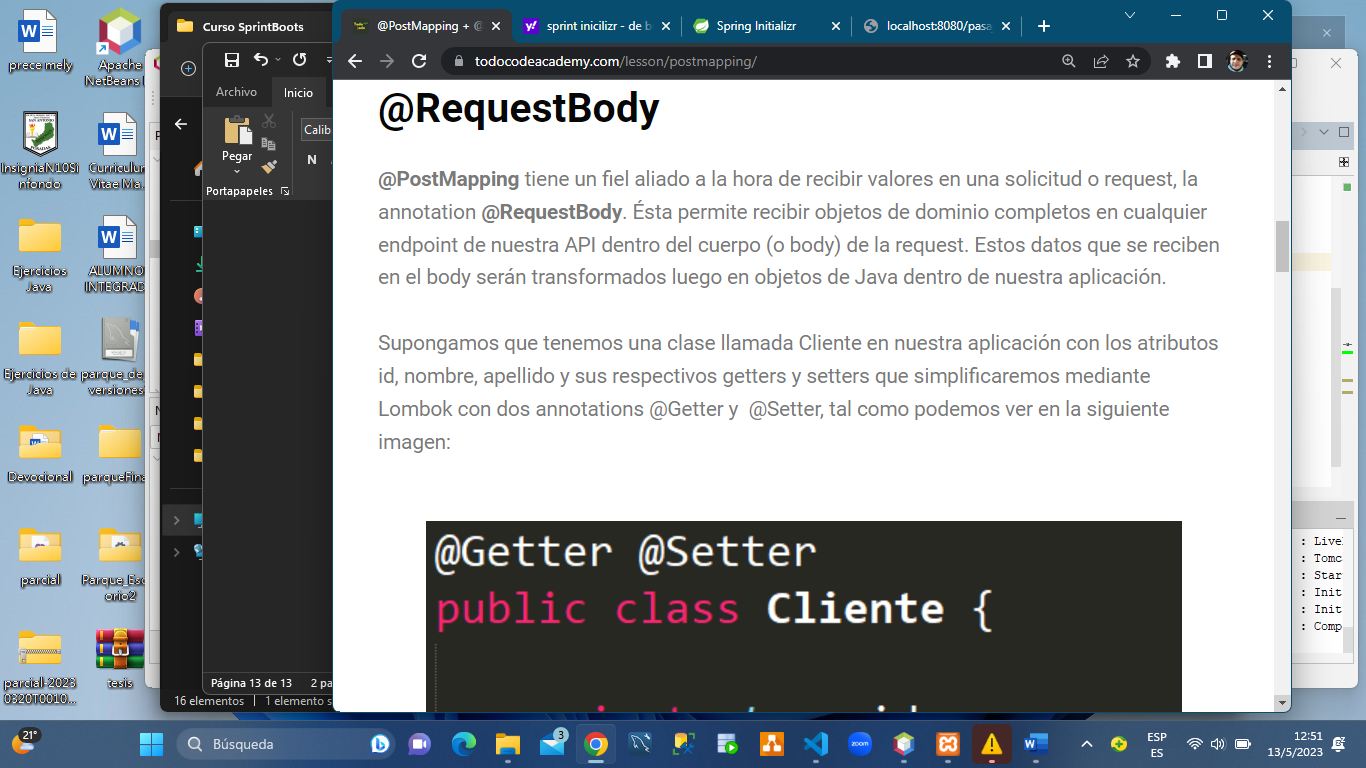 prece mely
Apache
NetBeans I
InsigniaN10Si
nfondo
Curriculum
Vitae Ma...
Ejercicios
Java
ALUMNO
INTEGRAD
Ejercicios de
Java
parque_de
versiones
Devocional
parqueFina
parcial
Parque_Esc
orio2
parcial-2023
0320T0010...
tesis
Curso SprintBoots
Archivo
Inicio
Pegar
Calib
N
Portapapeles
Página 13 de 13
2 pa
16 elementos
1 elemento s
@PostMapping + @
sprint inicilizr - de b
Spring Initializr
localhost:8080/pasa
todocodeacademy.com/lesson/postmapping/
@RequestBody
@PostMapping tiene un fiel aliado a la hora de recibir valores en una solicitud o request, la
annotation @RequestBody. Ésta permite recibir objetos de dominio completos en cualquier
endpoint de nuestra API dentro del cuerpo (o body) de la request. Estos datos que se reciben
en el body serán transformados luego en objetos de Java dentro de nuestra aplicación.
Supongamos que tenemos una clase llamada Cliente en nuestra aplicación con los atributos
id, nombre, apellido y sus respectivos getters y setters que simplificaremos mediante
Lombok con dos annotations @Getter y @Setter, tal como podemos ver en la siguiente
imagen:
@Getter @Setter
public class Cliente {
: Live
: Tomc
: Star
: Init
: Init
: Comp
21°
Búsqueda
3
zoom
ESP
ES
12:51
13/5/2023